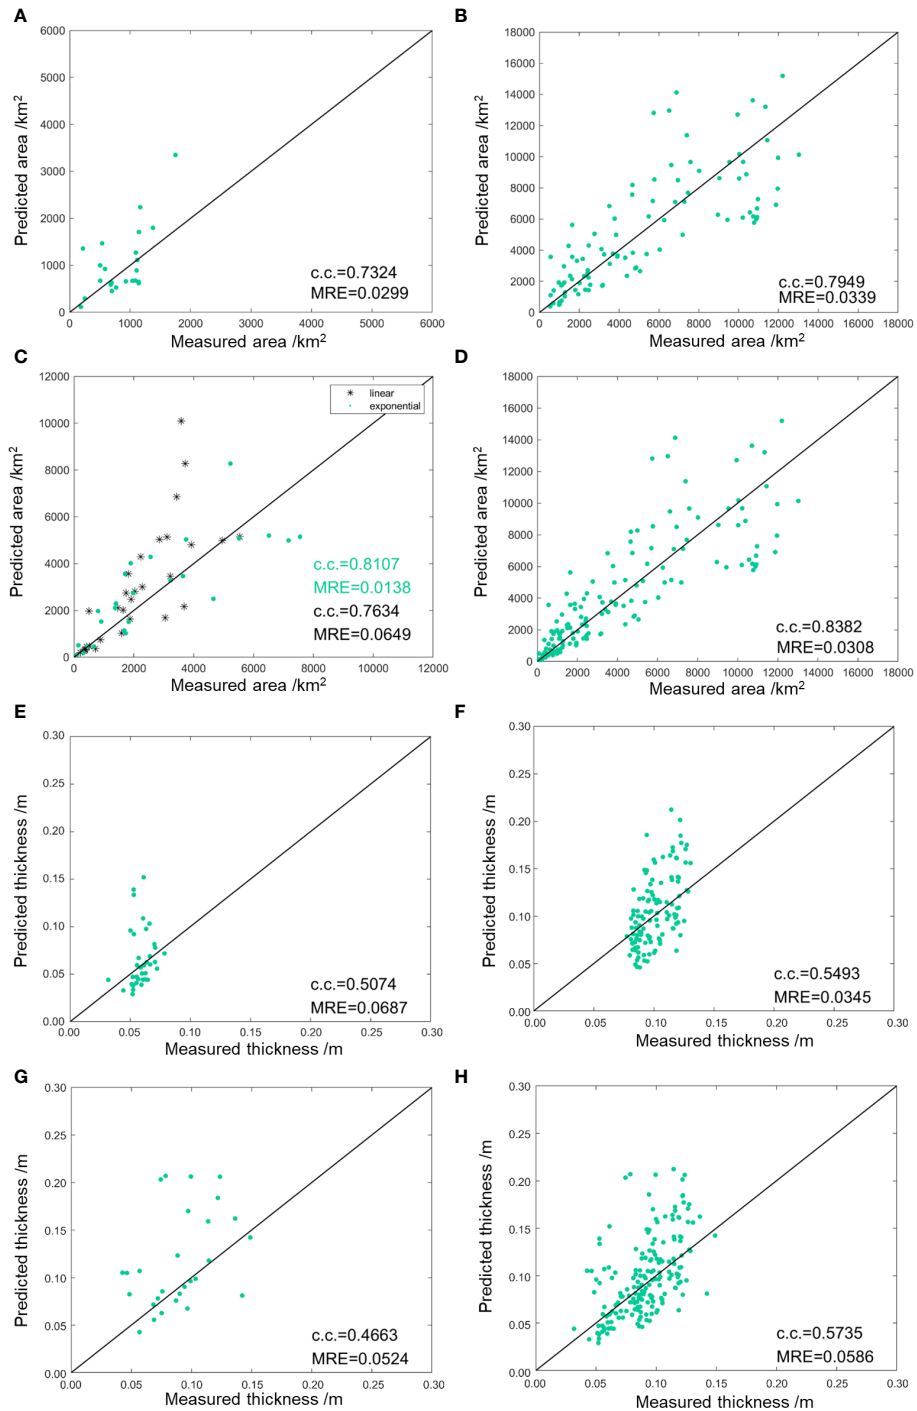 A
6000
5000
4000
3000
2000
1000
0
0 1000 2000 3000 4000 5000 6000
Predicted area /km2
Measured area /km2
c.c.=0.7324
MRE=0.0299
B
18000
16000
14000
12000
10000
8000
6000
4000
2000
0
0 2000 4000 6000 8000 10000 12000 14000 16000 18000
Predicted area /km2
Measured area /km2
c.c.=0.7949
MRE=0.0339
C
12000
10000
8000
6000
4000
2000
0
0 2000 4000 6000 8000 10000 12000
Predicted area /km2
Measured area /km2
linear
exponential
c.c.=0.8107
MRE=0.0138
c.c.=0.7634
MRE=0.0649
D
18000
16000
14000
12000
10000
8000
6000
4000
2000
0
0 2000 4000 6000 8000 10000 12000 14000 16000 18000
Predicted area /km2
Measured area /km2
c.c.=0.8382
MRE=0.0308
E
0.30
0.25
0.20
0.15
0.10
0.05
0.00
0.00 0.05 0.10 0.15 0.20 0.25 0.30
Predicted thickness /m
Measured thickness /m
c.c.=0.5074
MRE=0.0687
F
0.30
0.25
0.20
0.15
0.10
0.05
0.00
0.00 0.05 0.10 0.15 0.20 0.25 0.30
Predicted thickness /m
Measured thickness /m
c.c.=0.5493
MRE=0.0345
G
0.30
0.25
0.20
0.15
0.10
0.05
0.00
0.00 0.05 0.10 0.15 0.20 0.25 0.30
Predicted thickness /m
Measured thickness /m
c.c.=0.4663
MRE=0.0524
H
0.30
0.25
0.20
0.15
0.10
0.05
0.00
0.00 0.05 0.10 0.15 0.20 0.25 0.30
Predicted thickness /m
Measured thickness /m
c.c.=0.5735
MRE=0.0586